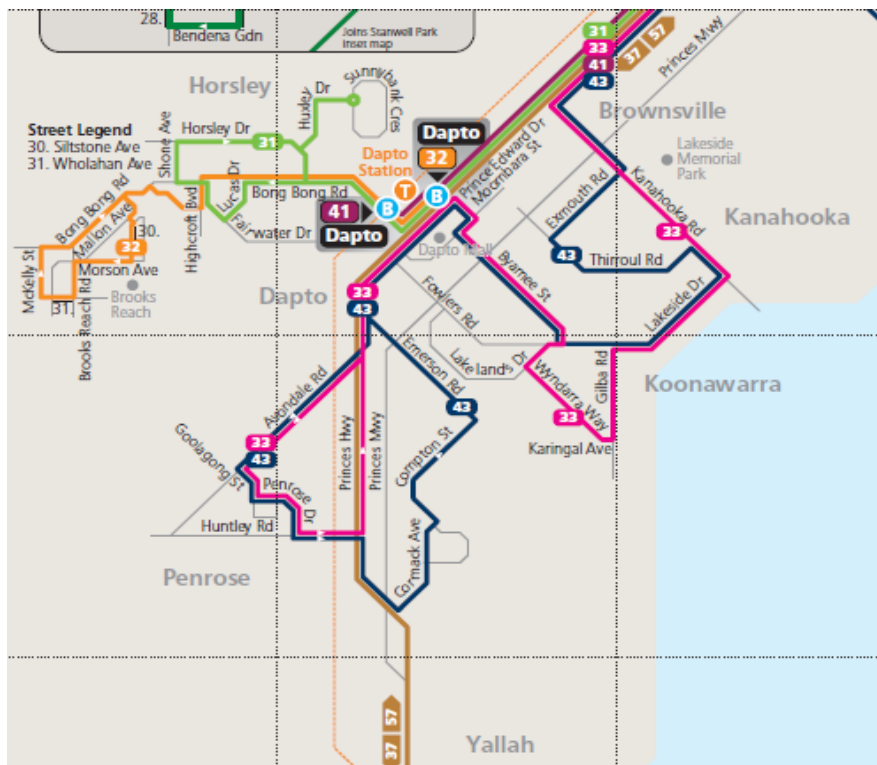 28.
Bendena Gdn
Joins Stanwell Park
inset map
31
33
41
43
37 57
Princes Mwy
Horsley
Huxley Dr
Sunnybank Cres
Brownsville
Street Legend
30. Siltstone Ave
31. Wholahan Ave
Shone Ave
Horsley Dr
31
Dapto
32
Dapto
Station
T
B
B
Prince Edward Dr
Moombara St
Lakeside
Memorial
Park
Bong Bong Rd
Lucas Dr
Bong Bong Rd
41
Dapto
Fairwater Dr
Highcroft Blvd
Exmouth Rd
Kanahooka Rd
Kanahooka
33
Mallon Ave
30.
32
McKelly St
Morson Ave
Brooks
Reach
31.
Brooks Reach Rd
Dapto Mall
Byamee St
43
Thirroul Rd
Dapto
33
43
Fowlers Rd
Lakeside Dr
Emerson Rd
Lakelands Dr
Gilba Rd
Koonawarra
Avondale Rd
Wyndarra Way
43
33
33
43
Karingal Ave
Goolagong St
Princes Hwy
Princes Mwy
Compton St
Penrose Dr
Huntley Rd
Cormack Ave
Penrose
37 57
Yallah